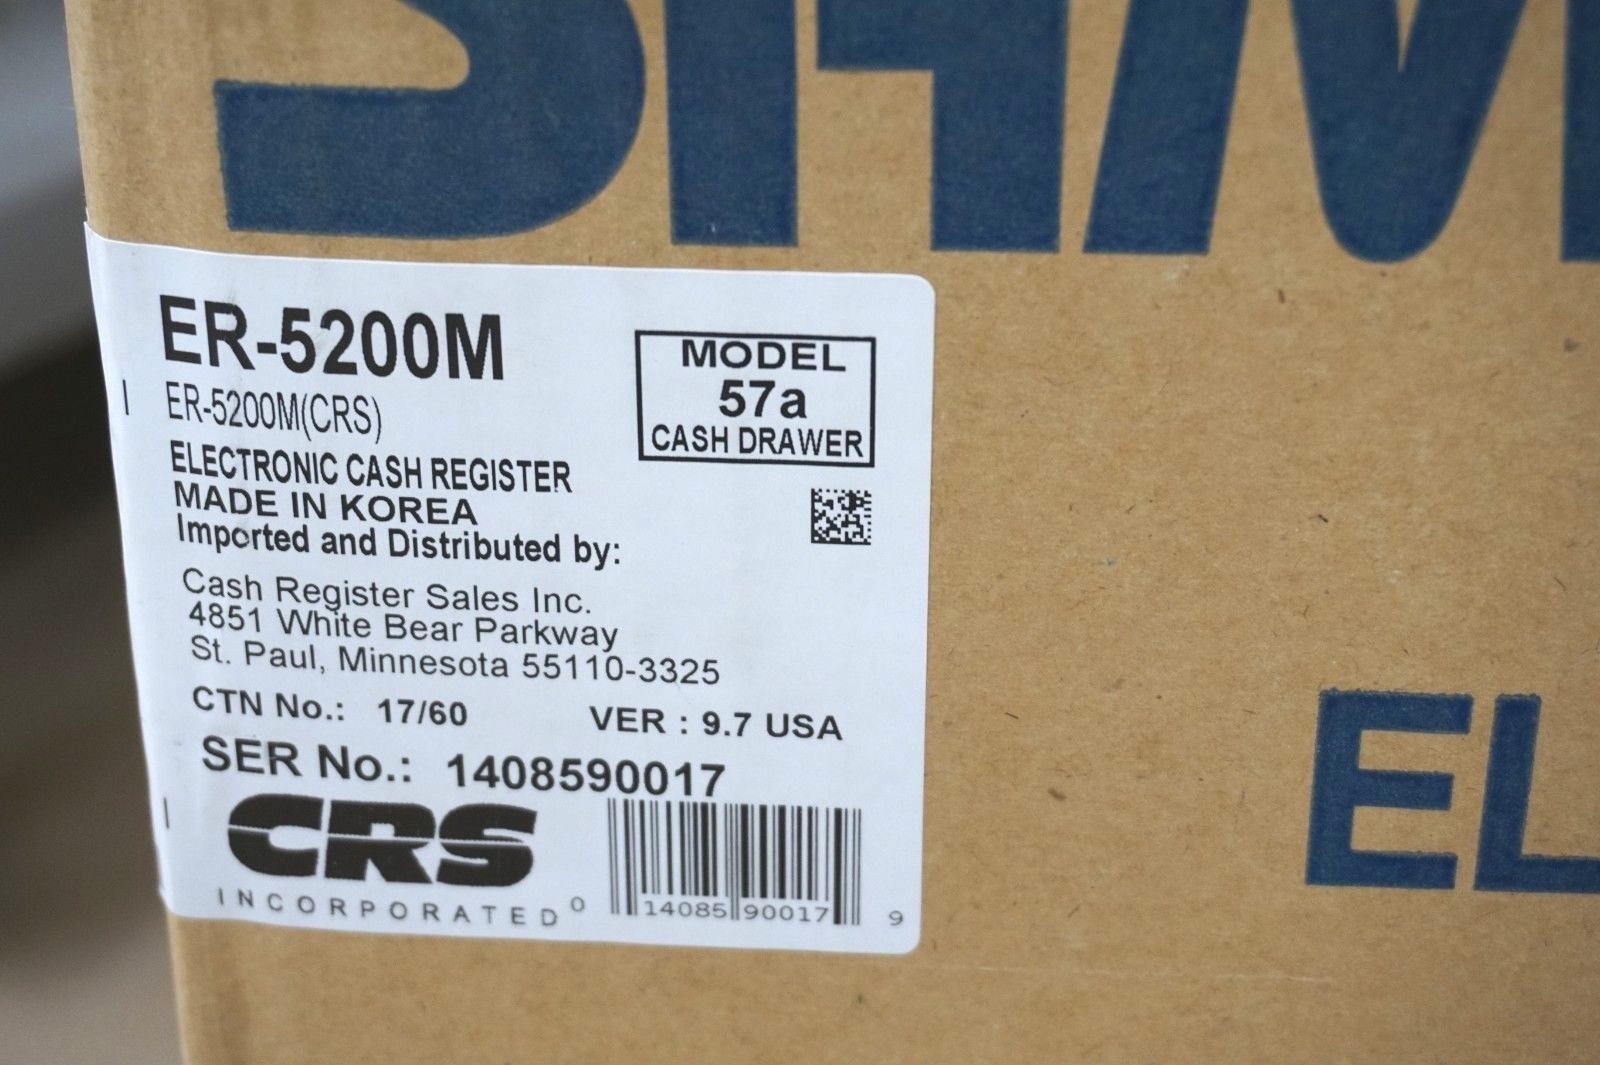 ER-5200M
ER-5200M(CRS)
ELECTRONIC CASH REGISTER
MADE IN KOREA
Imported and Distributed by:
Cash Register Sales Inc.
4851 White Bear Parkway
St. Paul, Minnesota 55110-3325
CTN No.: 17/60 VER : 9.7 USA
SER No.: 1408590017
MODEL
57a
CASH DRAWER
CRS
INCORPORATED
0 14085 90017 9
EL